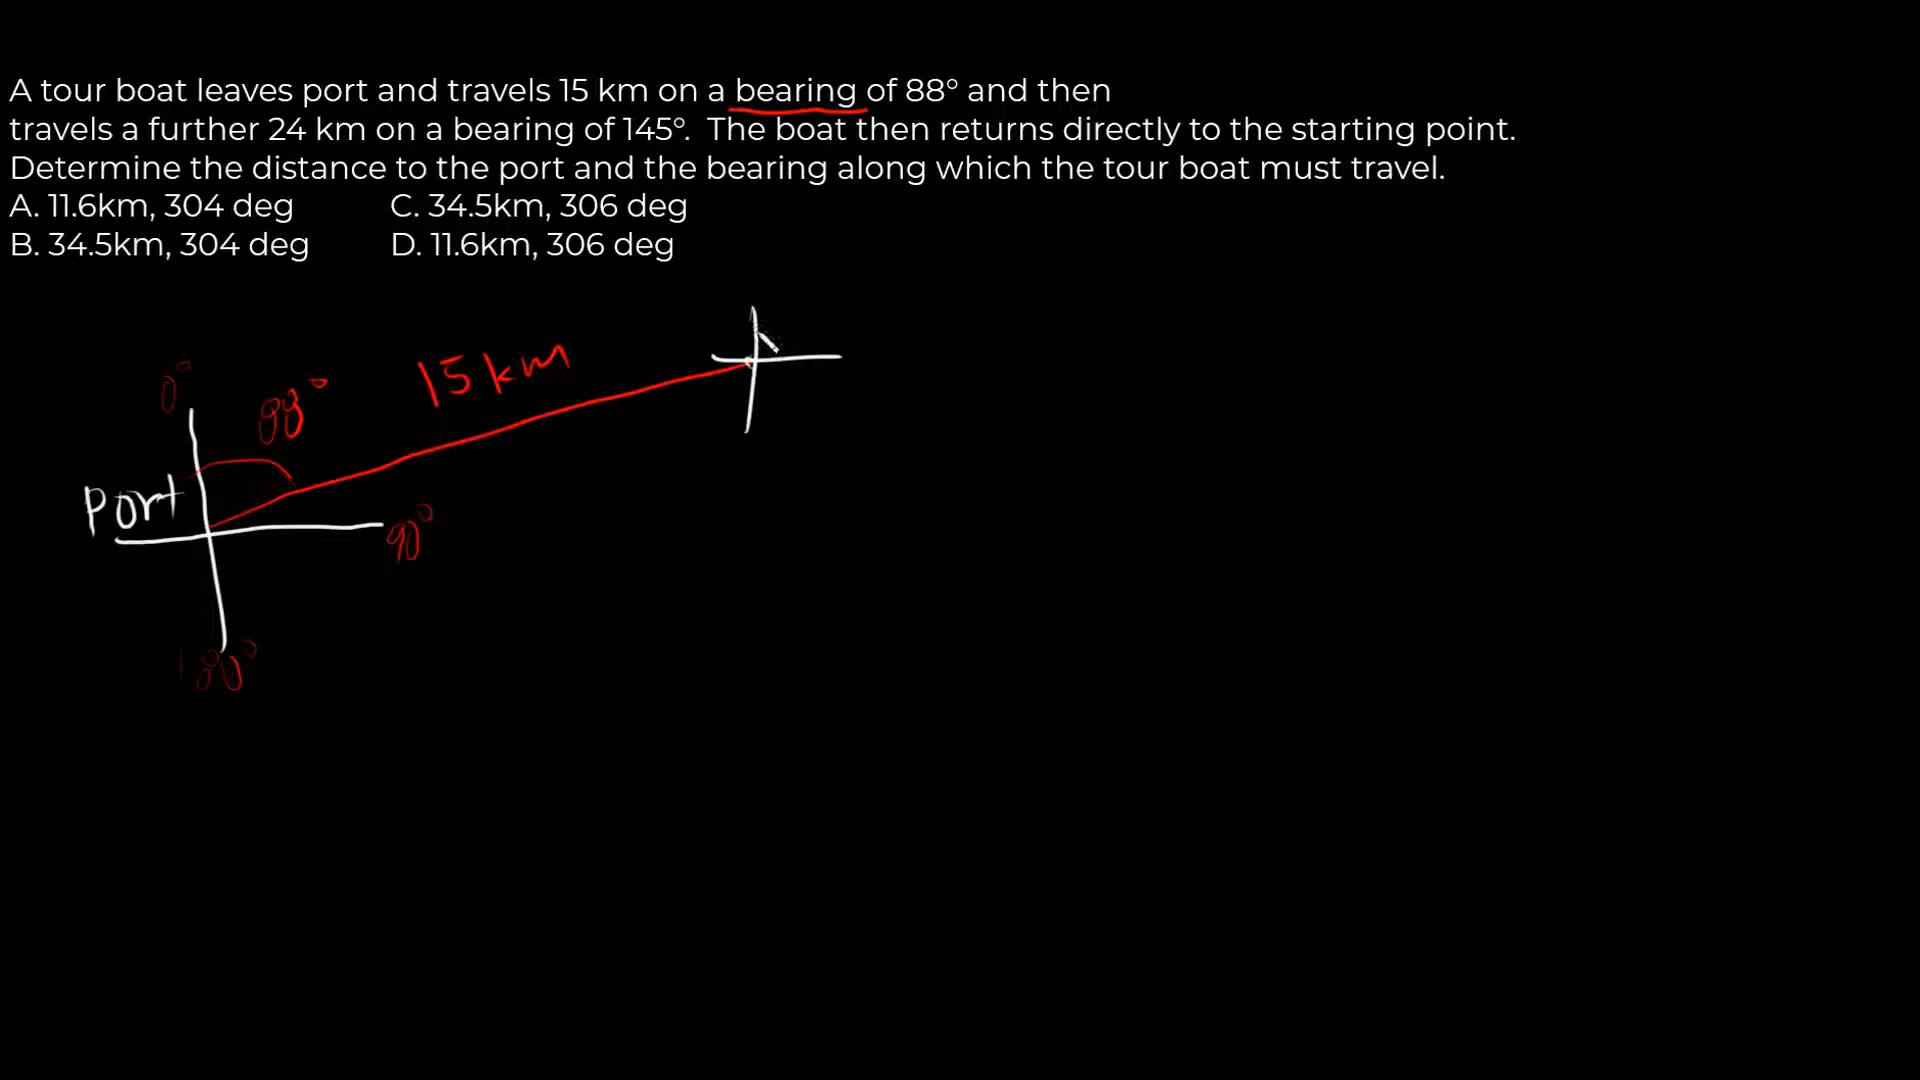 A tour boat leaves port and travels 15 km on a bearing of 88° and then
travels a further 24 km on a bearing of 145°. The boat then returns directly to the starting point.
Determine the distance to the port and the bearing along which the tour boat must travel.
A. 11.6km, 304 deg C. 34.5km, 306 deg
B. 34.5km, 304 deg D. 11.6km, 306 deg
0°
88°
15 km
Port
90°
180°